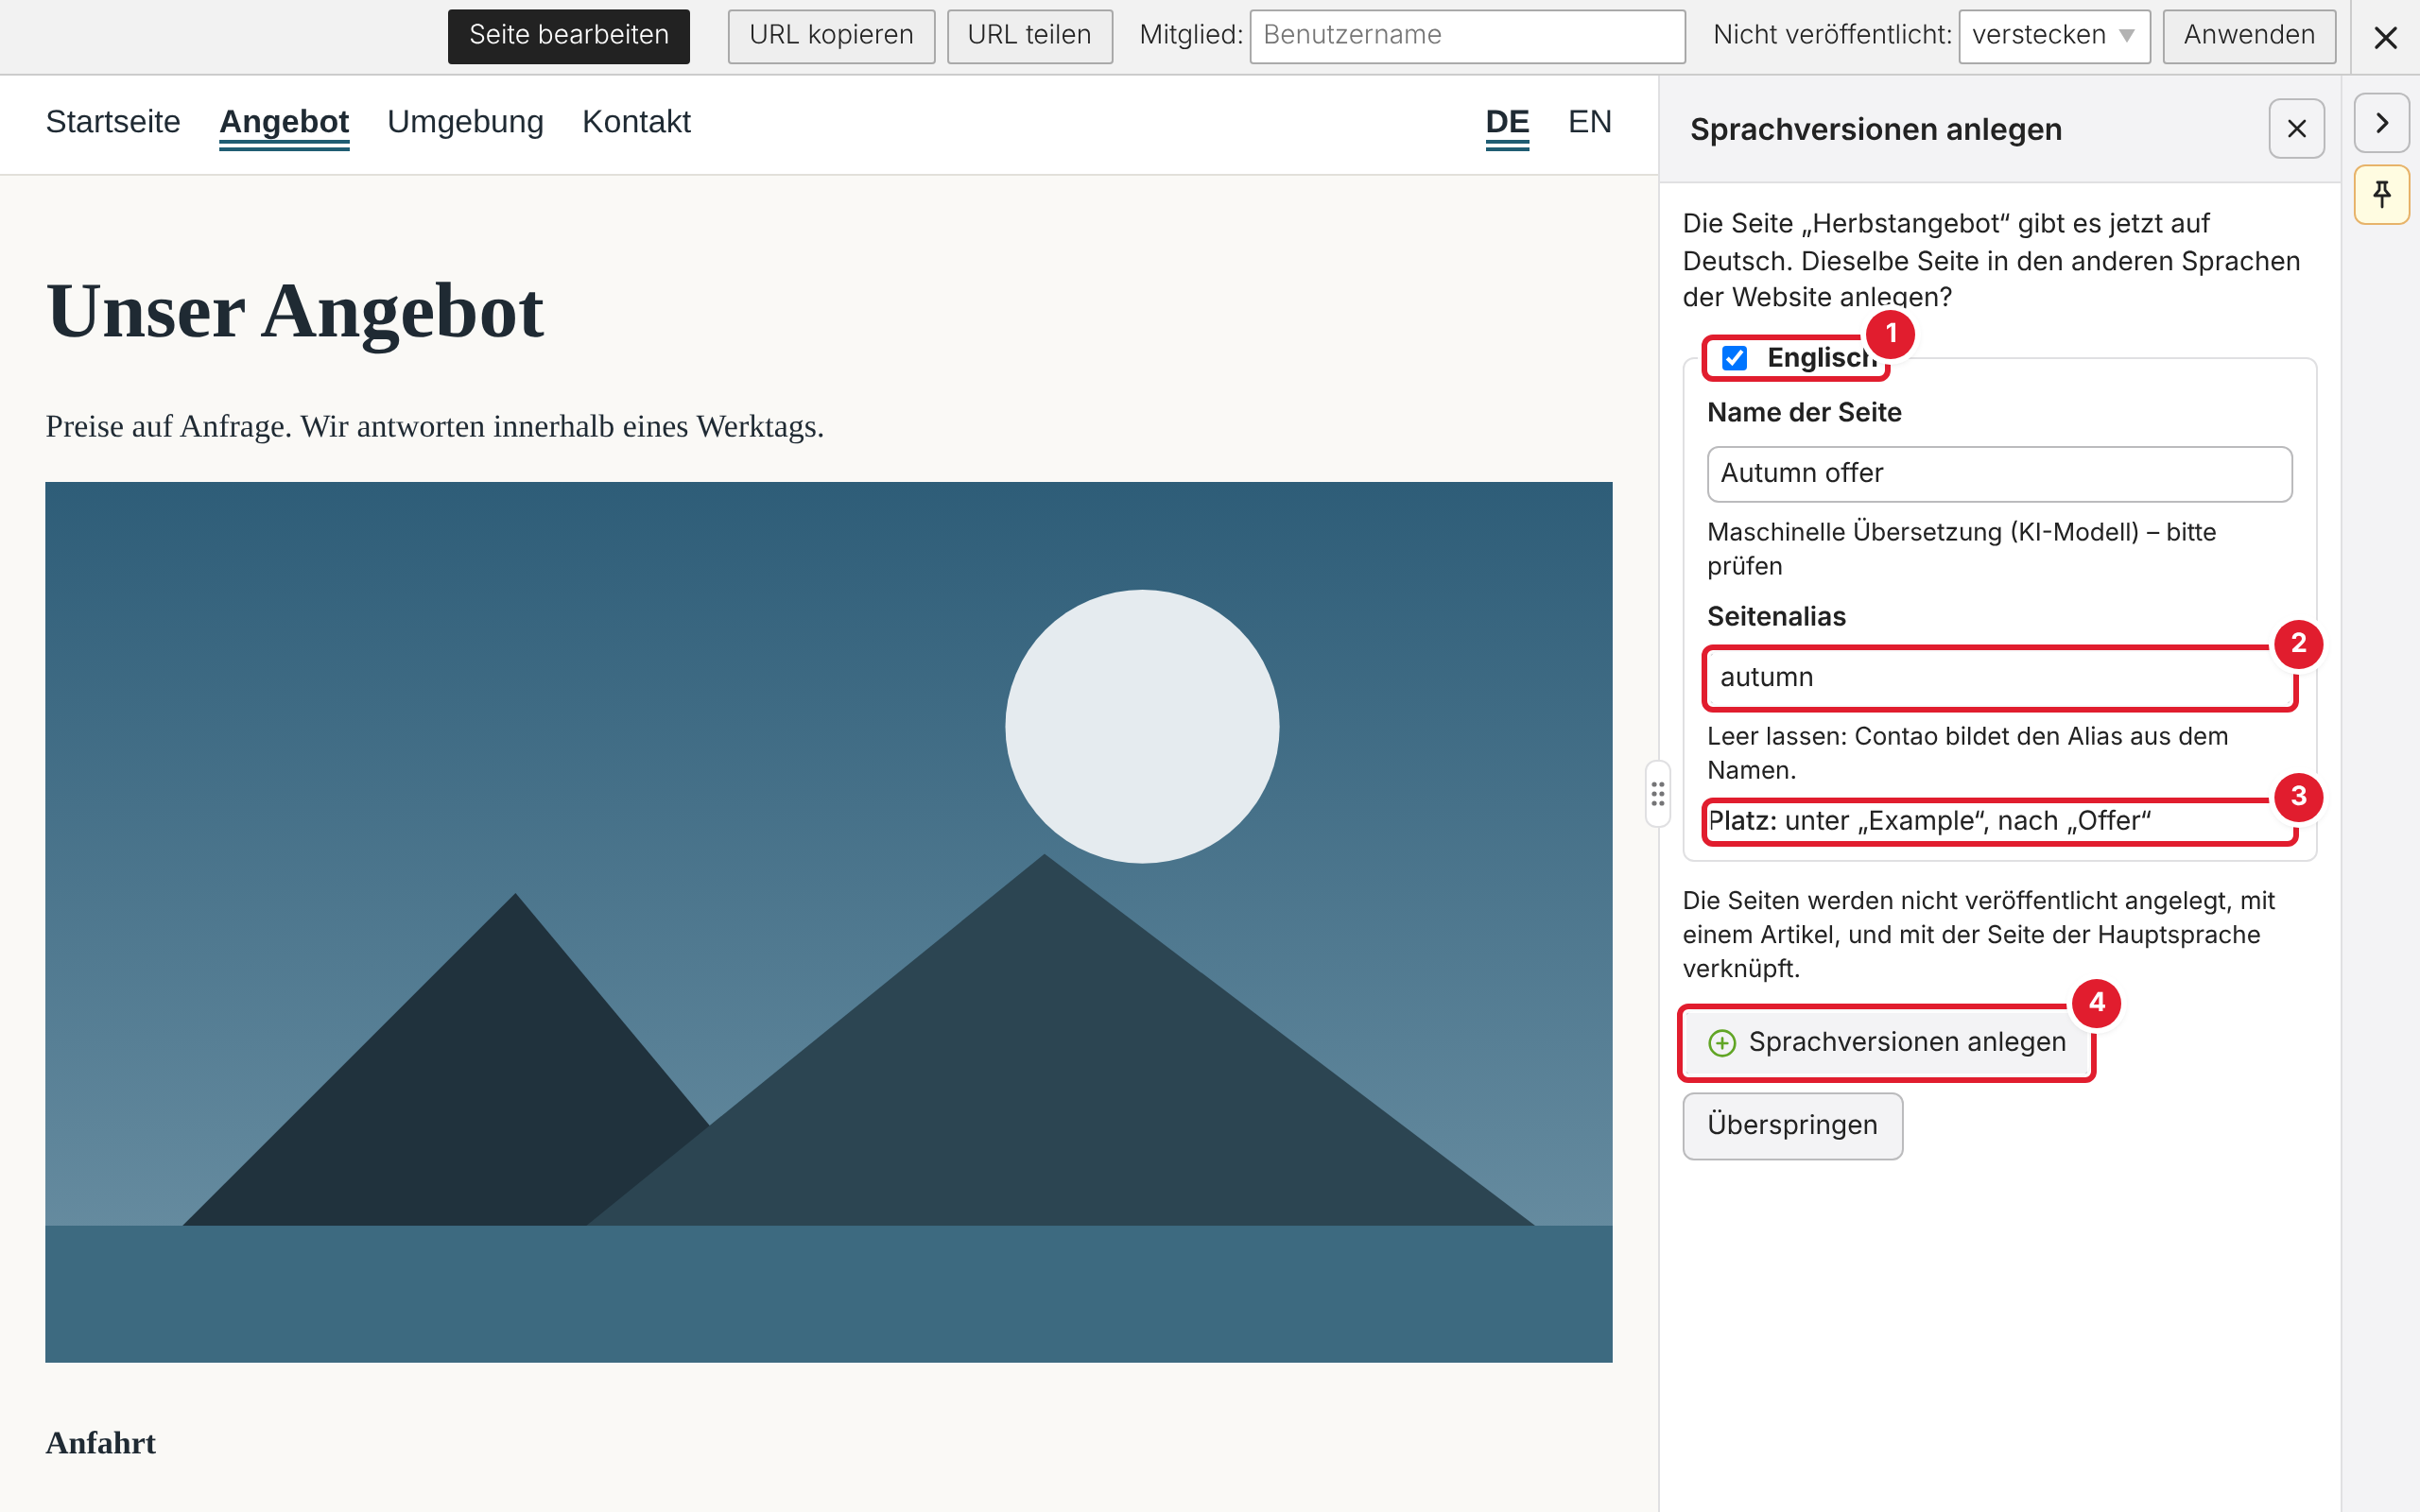 Seite bearbeiten URL kopieren URL teilen Mitglied: Benutzername Nicht veröffentlicht: verstecken Anwenden
Startseite Angebot Umgebung Kontakt DE EN
Unser Angebot
Preise auf Anfrage. Wir antworten innerhalb eines Werktags.
Anfahrt
Sprachversionen anlegen
Die Seite „Herbstangebot“ gibt es jetzt auf
Deutsch. Dieselbe Seite in den anderen Sprachen
der Website anlegen?
1
Englisch
Name der Seite
Autumn offer
Maschinelle Übersetzung (KI-Modell) – bitte
prüfen
Seitenalias
2
autumn
Leer lassen: Contao bildet den Alias aus dem
Namen.
3
Platz: unter „Example“, nach „Offer“
Die Seiten werden nicht veröffentlicht angelegt, mit
einem Artikel, und mit der Seite der Hauptsprache
verknüpft.
4
Sprachversionen anlegen
Überspringen